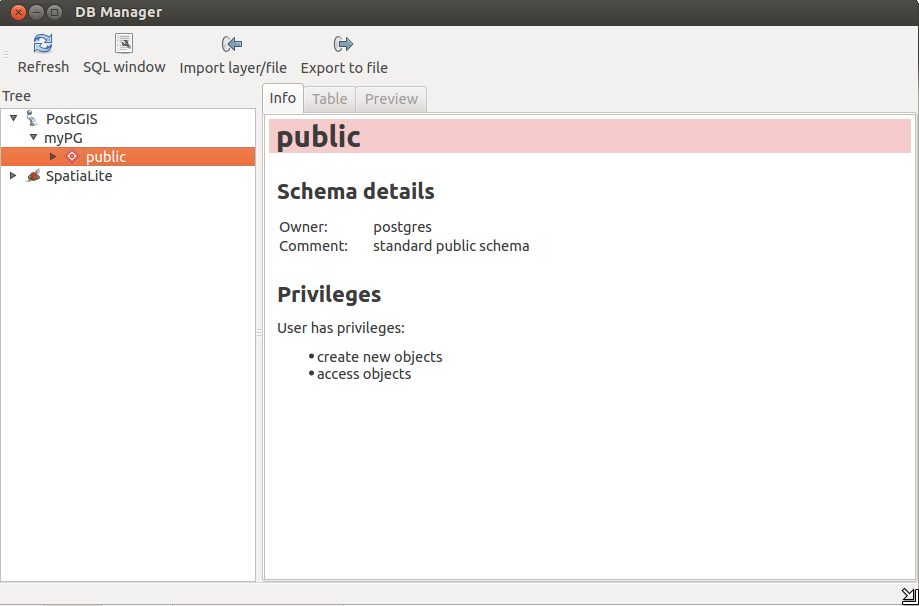 DB Manager
Refresh SQL window Import layer/file Export to file
Tree
PostGIS
myPG
public
SpatiaLite
Info Table Preview
public
Schema details
Owner: postgres
Comment: standard public schema
Privileges
User has privileges:
• create new objects
• access objects